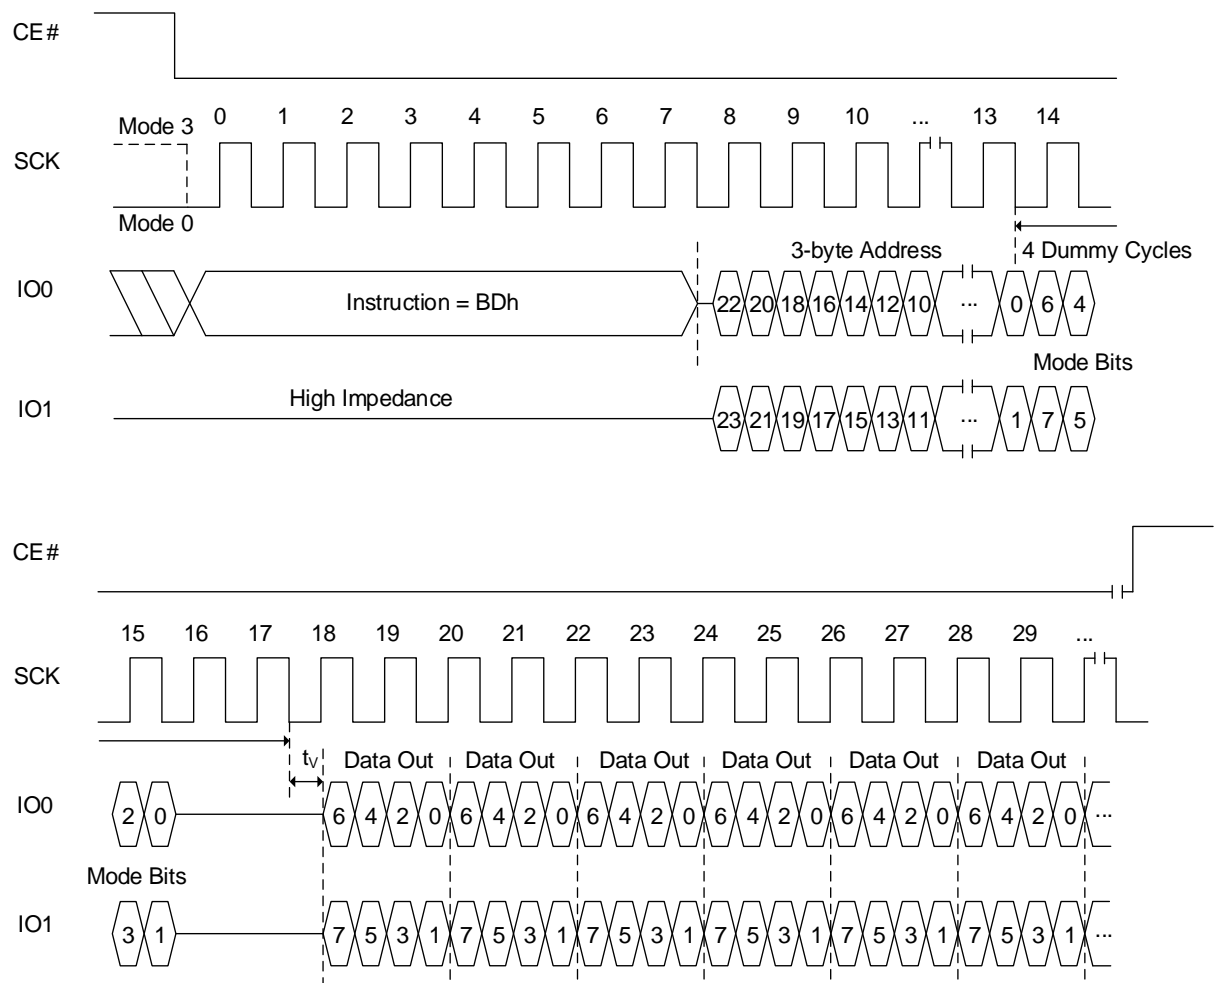 CE#
0 1 2 3 4 5 6 7 8 9 10 ... 13 14
Mode 3
SCK
Mode 0
3-byte Address 4 Dummy Cycles
IO0 Instruction = BDh 22 20 18 16 14 12 10 ... 0 6 4
Mode Bits
IO1 High Impedance 23 21 19 17 15 13 11 ... 1 7 5
CE#
15 16 17 18 19 20 21 22 23 24 25 26 27 28 29 ...
SCK
tV Data Out Data Out Data Out Data Out Data Out Data Out
IO0 2 0 6 4 2 0 6 4 2 0 6 4 2 0 6 4 2 0 6 4 2 0 6 4 2 0 ...
Mode Bits
IO1 3 1 7 5 3 1 7 5 3 1 7 5 3 1 7 5 3 1 7 5 3 1 7 5 3 1 ...